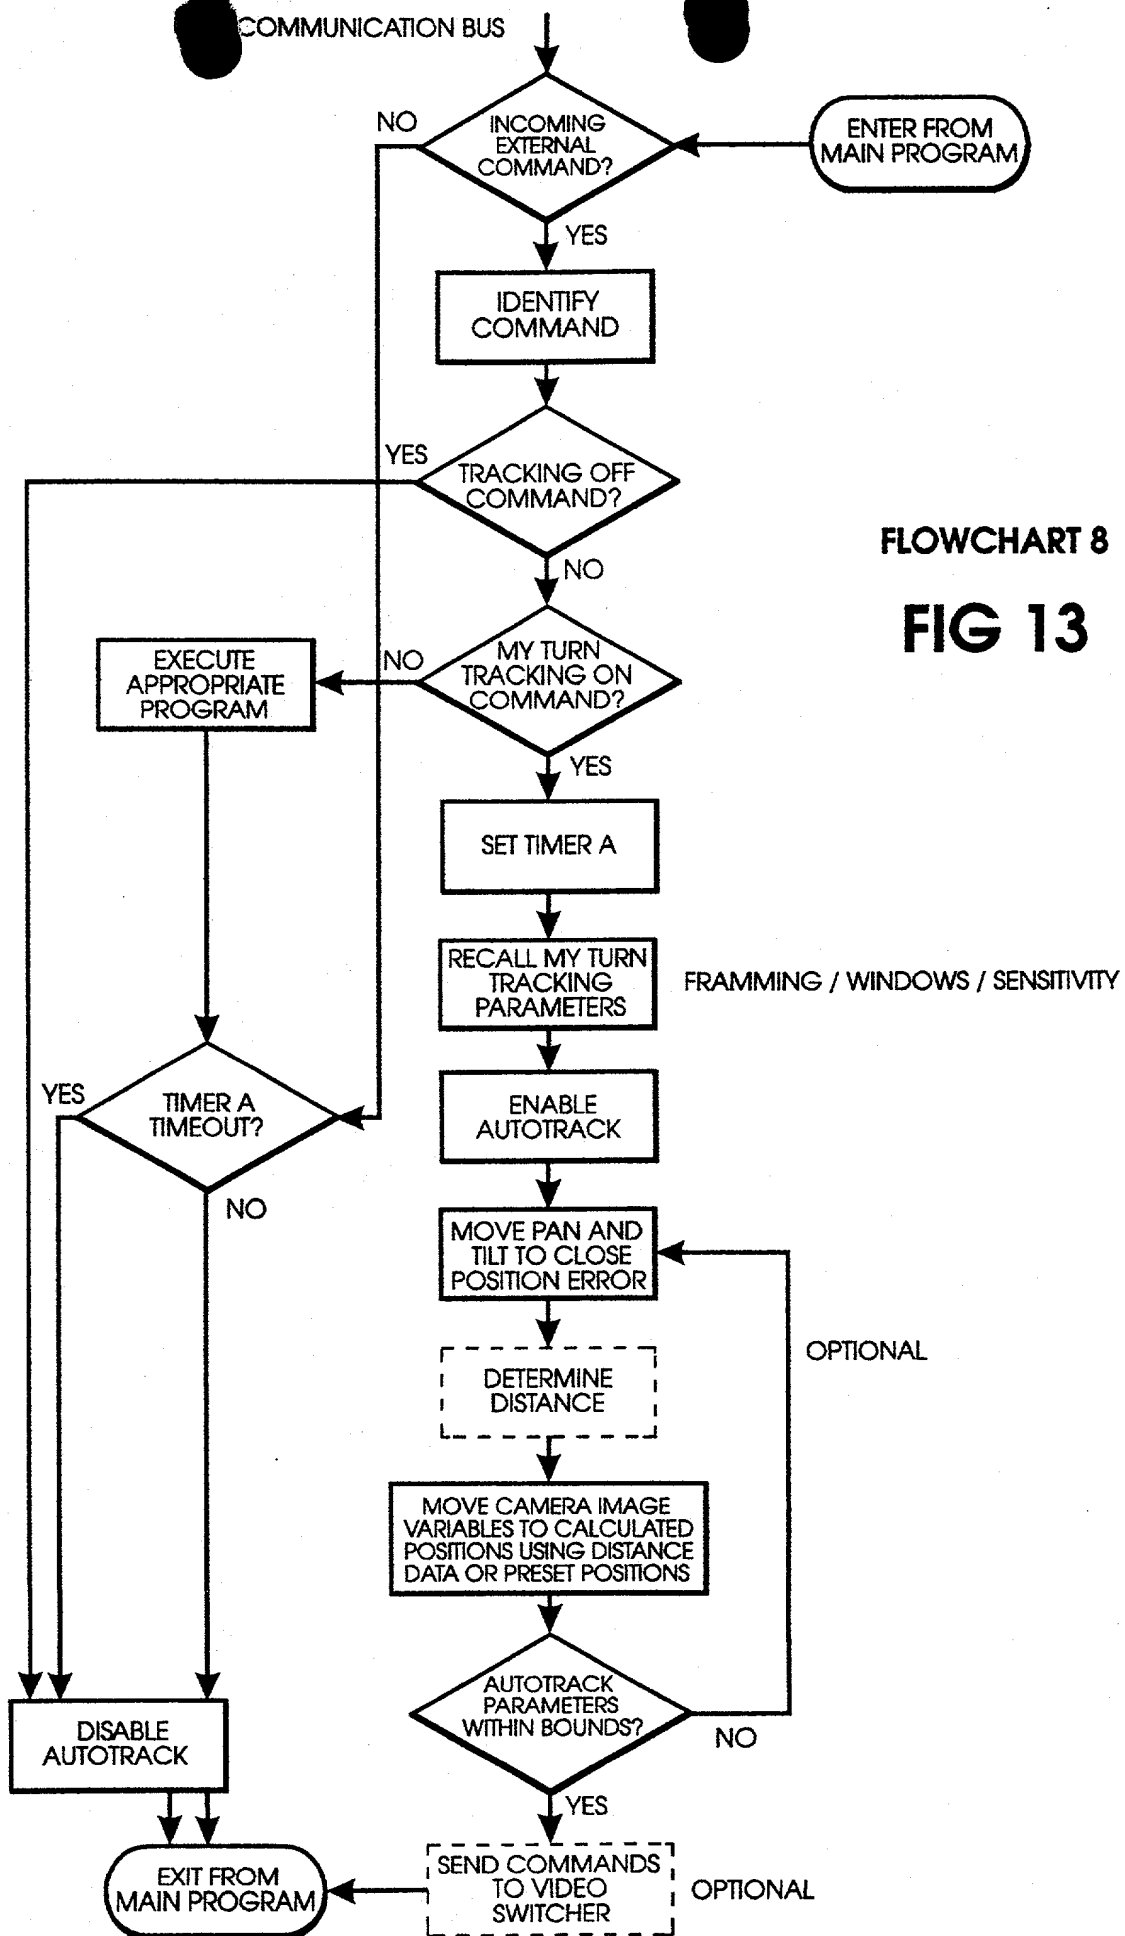 COMMUNICATION BUS
NO
INCOMING
EXTERNAL
COMMAND?
ENTER FROM
MAIN PROGRAM
YES
IDENTIFY
COMMAND
YES
TRACKING OFF
COMMAND?
NO
FLOWCHART 8
FIG 13
MY TURN
TRACKING ON
COMMAND?
NO
EXECUTE
APPROPRIATE
PROGRAM
YES
SET TIMER A
RECALL MY TURN
TRACKING
PARAMETERS
FRAMMING / WINDOWS / SENSITIVITY
YES
TIMER A
TIMEOUT?
NO
ENABLE
AUTOTRACK
MOVE PAN AND
TILT TO CLOSE
POSITION ERROR
OPTIONAL
DETERMINE
DISTANCE
MOVE CAMERA IMAGE
VARIABLES TO CALCULATED
POSITIONS USING DISTANCE
DATA OR PRESET POSITIONS
AUTOTRACK
PARAMETERS
WITHIN BOUNDS?
NO
DISABLE
AUTOTRACK
YES
SEND COMMANDS
TO VIDEO
SWITCHER
OPTIONAL
EXIT FROM
MAIN PROGRAM